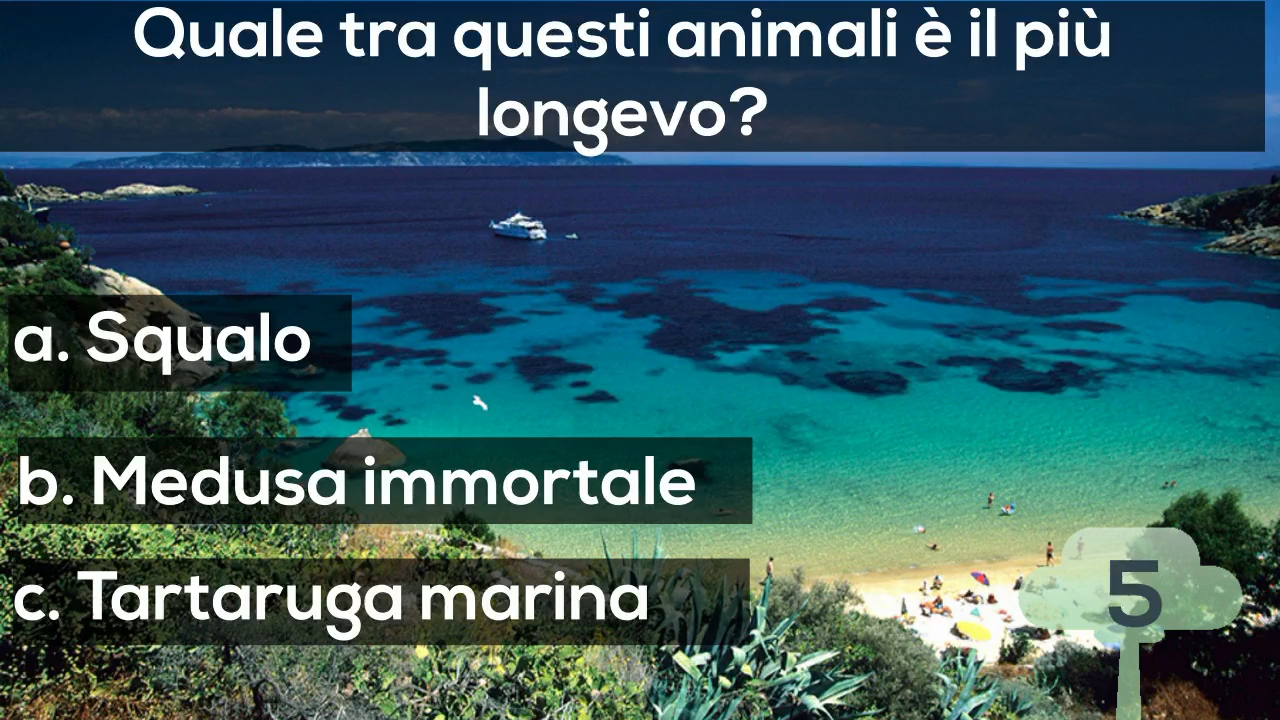 Quale tra questi animali è il più
longevo?
a. Squalo
b. Medusa immortale
c. Tartaruga marina
5